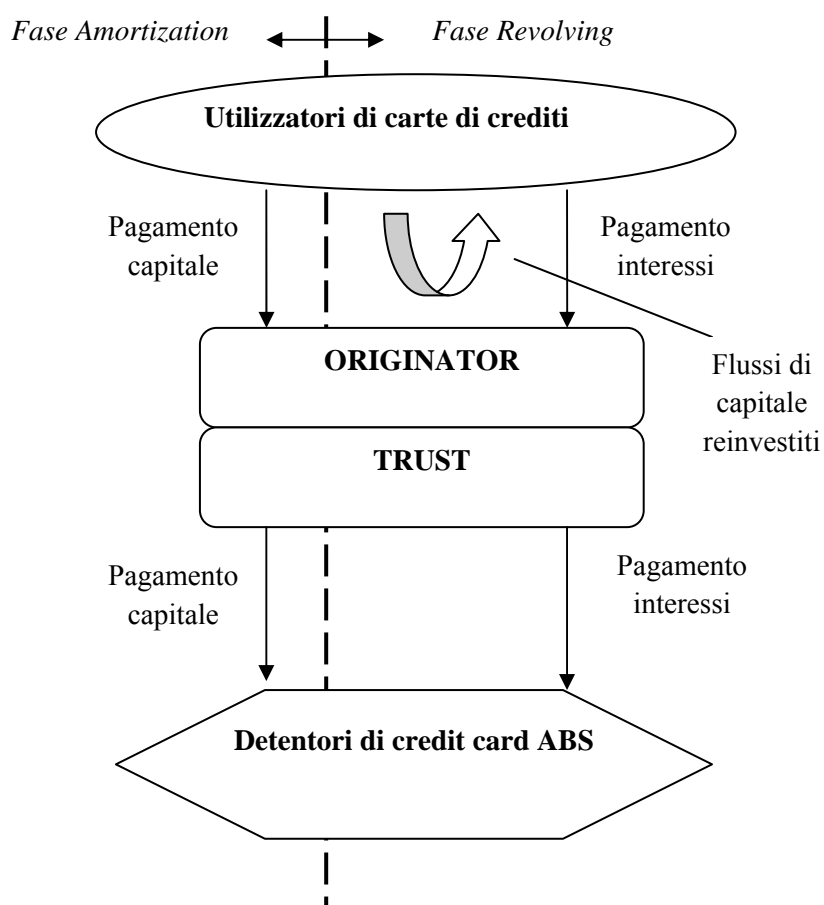 Fase Amortization
Fase Revolving
Utilizzatori di carte di crediti
Pagamento
capitale
Pagamento
interessi
ORIGINATOR
Flussi di
capitale
reinvestiti
TRUST
Pagamento
capitale
Pagamento
interessi
Detentori di credit card ABS